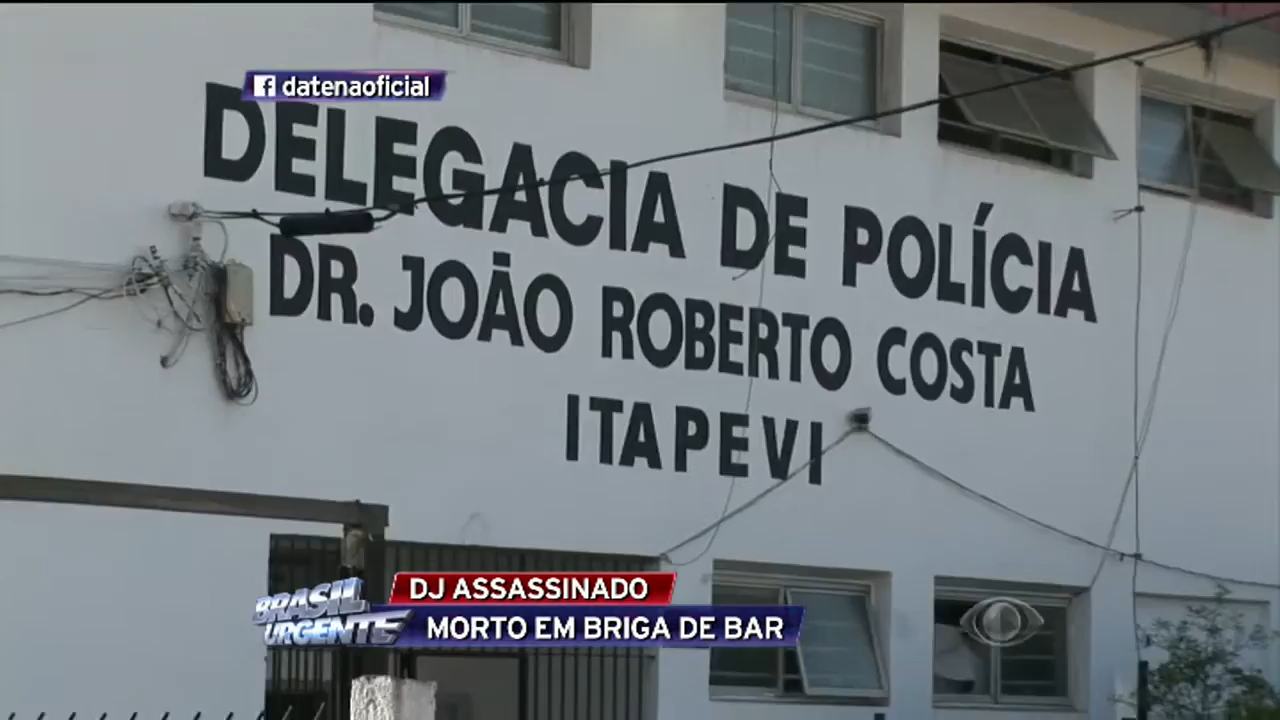 datenaoficial
DELEGACIA DE POLÍCIA
DR. JOÃO ROBERTO COSTA
ITAPEVI
DJ ASSASSINADO
BRASIL
URGENTE
MORTO EM BRIGA DE BAR